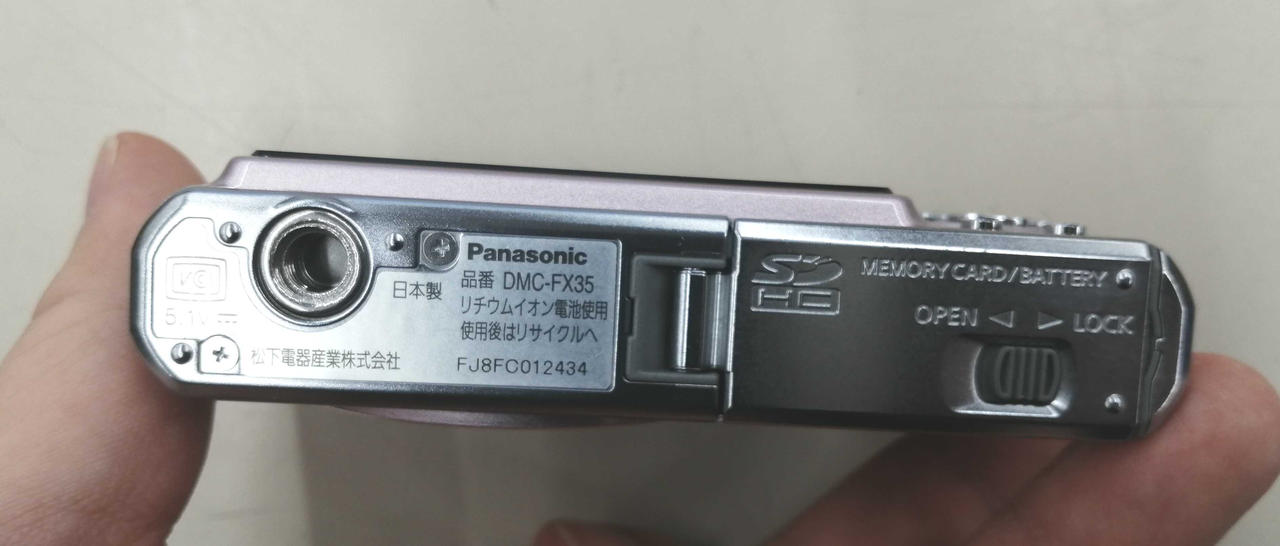 Panasonic
品番 DMC-FX35
リチウムイオン電池使用
使用後はリサイクルへ
日本製
5.1V
松下電器産業株式会社
FJ8FC012434
SD
HC
MEMORY CARD/BATTERY
OPEN ◁ ▷ LOCK